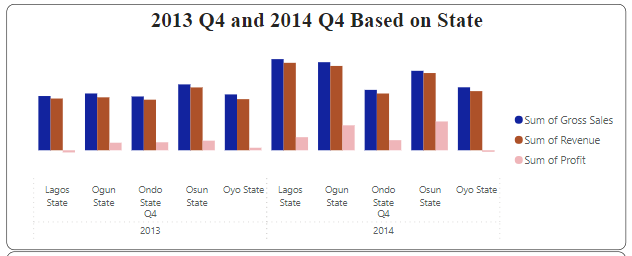 2013 Q4 and 2014 Q4 Based on State
Sum of Gross Sales
Sum of Revenue
Sum of Profit
Lagos Ogun Ondo Osun Oyo State Lagos Ogun Ondo Osun Oyo State
State State State State State State State State
Q4 Q4
2013 2014